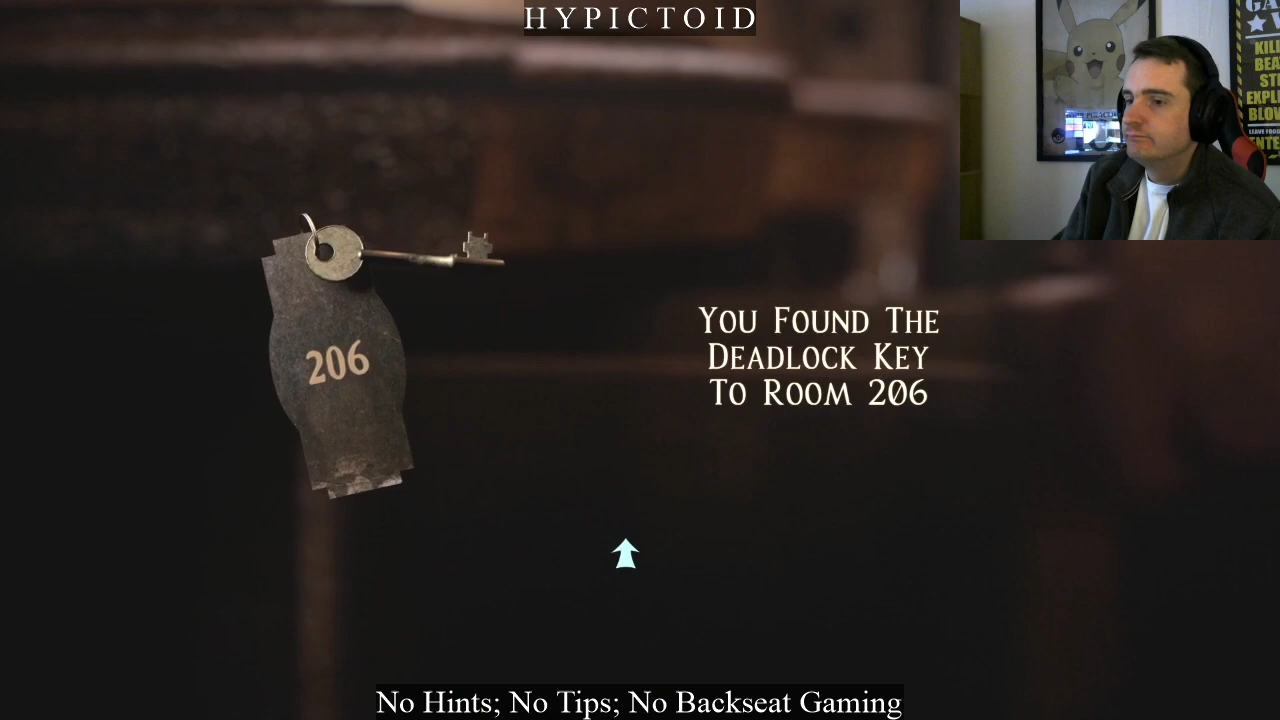 HYPICTOID
206
You Found The
Deadlock Key
To Room 206
No Hints; No Tips; No Backseat Gaming